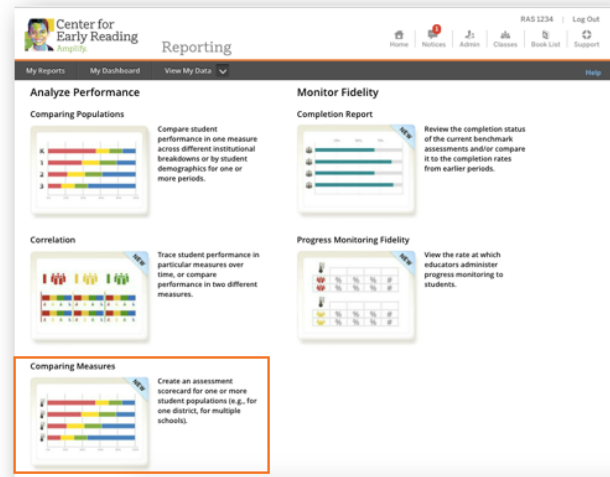 Center for
Early Reading
Amplify.
Reporting
RAS 1234 | Log Out
1
Home
Notices
Admin
Classes
Book List
Support
My Reports
My Dashboard
View My Data
Help
Analyze Performance
Comparing Populations
K
1
2
3
Compare student
performance in one measure
across different institutional
breakdowns or by student
demographics for one or
more periods.
Correlation
NEW
Trace student performance in
particular measures over
time, or compare
performance in two different
measures.
Comparing Measures
NEW
Create an assessment
scorecard for one or more
student populations (e.g., for
one district, for multiple
schools).
Monitor Fidelity
Completion Report
NEW
Review the completion status
of the current benchmark
assessments and/or compare
it to the completion rates
from earlier periods.
Progress Monitoring Fidelity
NEW
% % % #
% % % #
% % % #
% % % #
View the rate at which
educators administer
progress monitoring to
students.